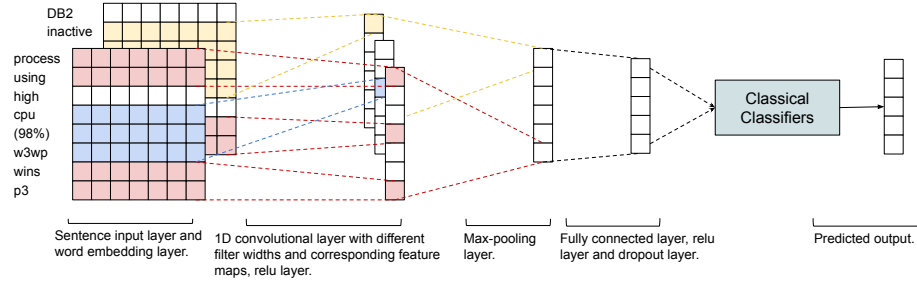 DB2
inactive
process
using
high
cpu
(98%)
w3wp
wins
p3
Classical
Classifiers
Sentence input layer and
word embedding layer.
1D convolutional layer with different
filter widths and corresponding feature
maps, relu layer.
Max-pooling
layer.
Fully connected layer, relu
layer and dropout layer.
Predicted output.